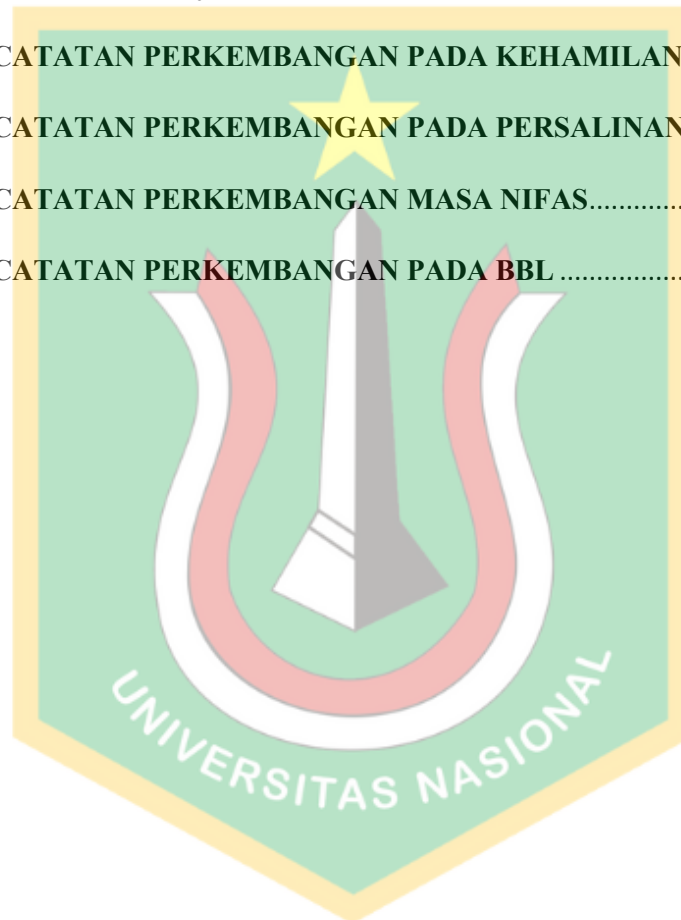 CATATAN PERKEMBANGAN PADA KEHAMILAN
CATATAN PERKEMBANGAN PADA PERSALINAN
CATATAN PERKEMBANGAN MASA NIFAS..............
CATATAN PERKEMBANGAN PADA BBL ..................
UNIVERSITAS NASIONAL